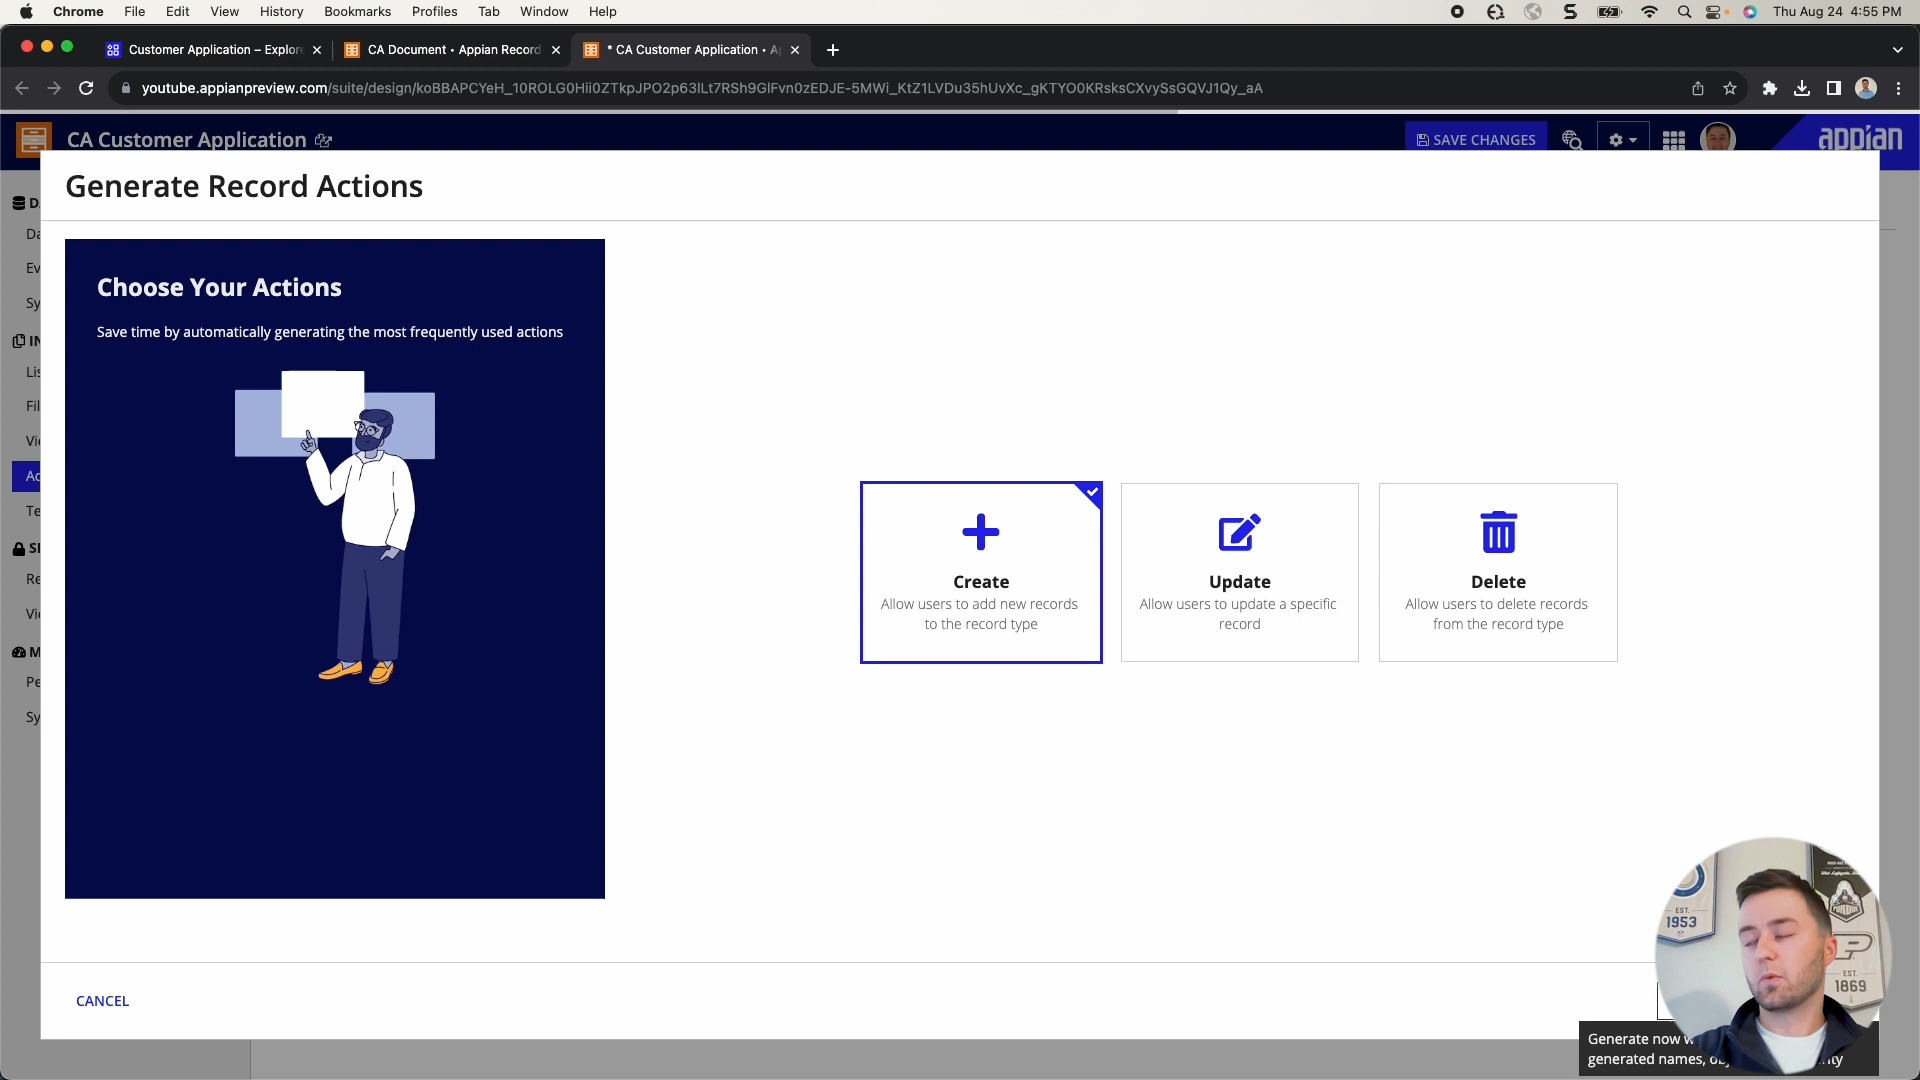 Chrome File Edit View History Bookmarks Profiles Tab Window Help Thu Aug 24 4:55 PM
Customer Application – Explore CA Document • Appian Record * CA Customer Application • A
youtube.appianpreview.com
CA Customer Application SAVE CHANGES appian
Generate Record Actions
Choose Your Actions
Save time by automatically generating the most frequently used actions
Create
Allow users to add new records
to the record type
Update
Allow users to update a specific
record
Delete
Allow users to delete records
from the record type
EST.
1953
EST.
1869
CANCEL
Generate now
generated names,